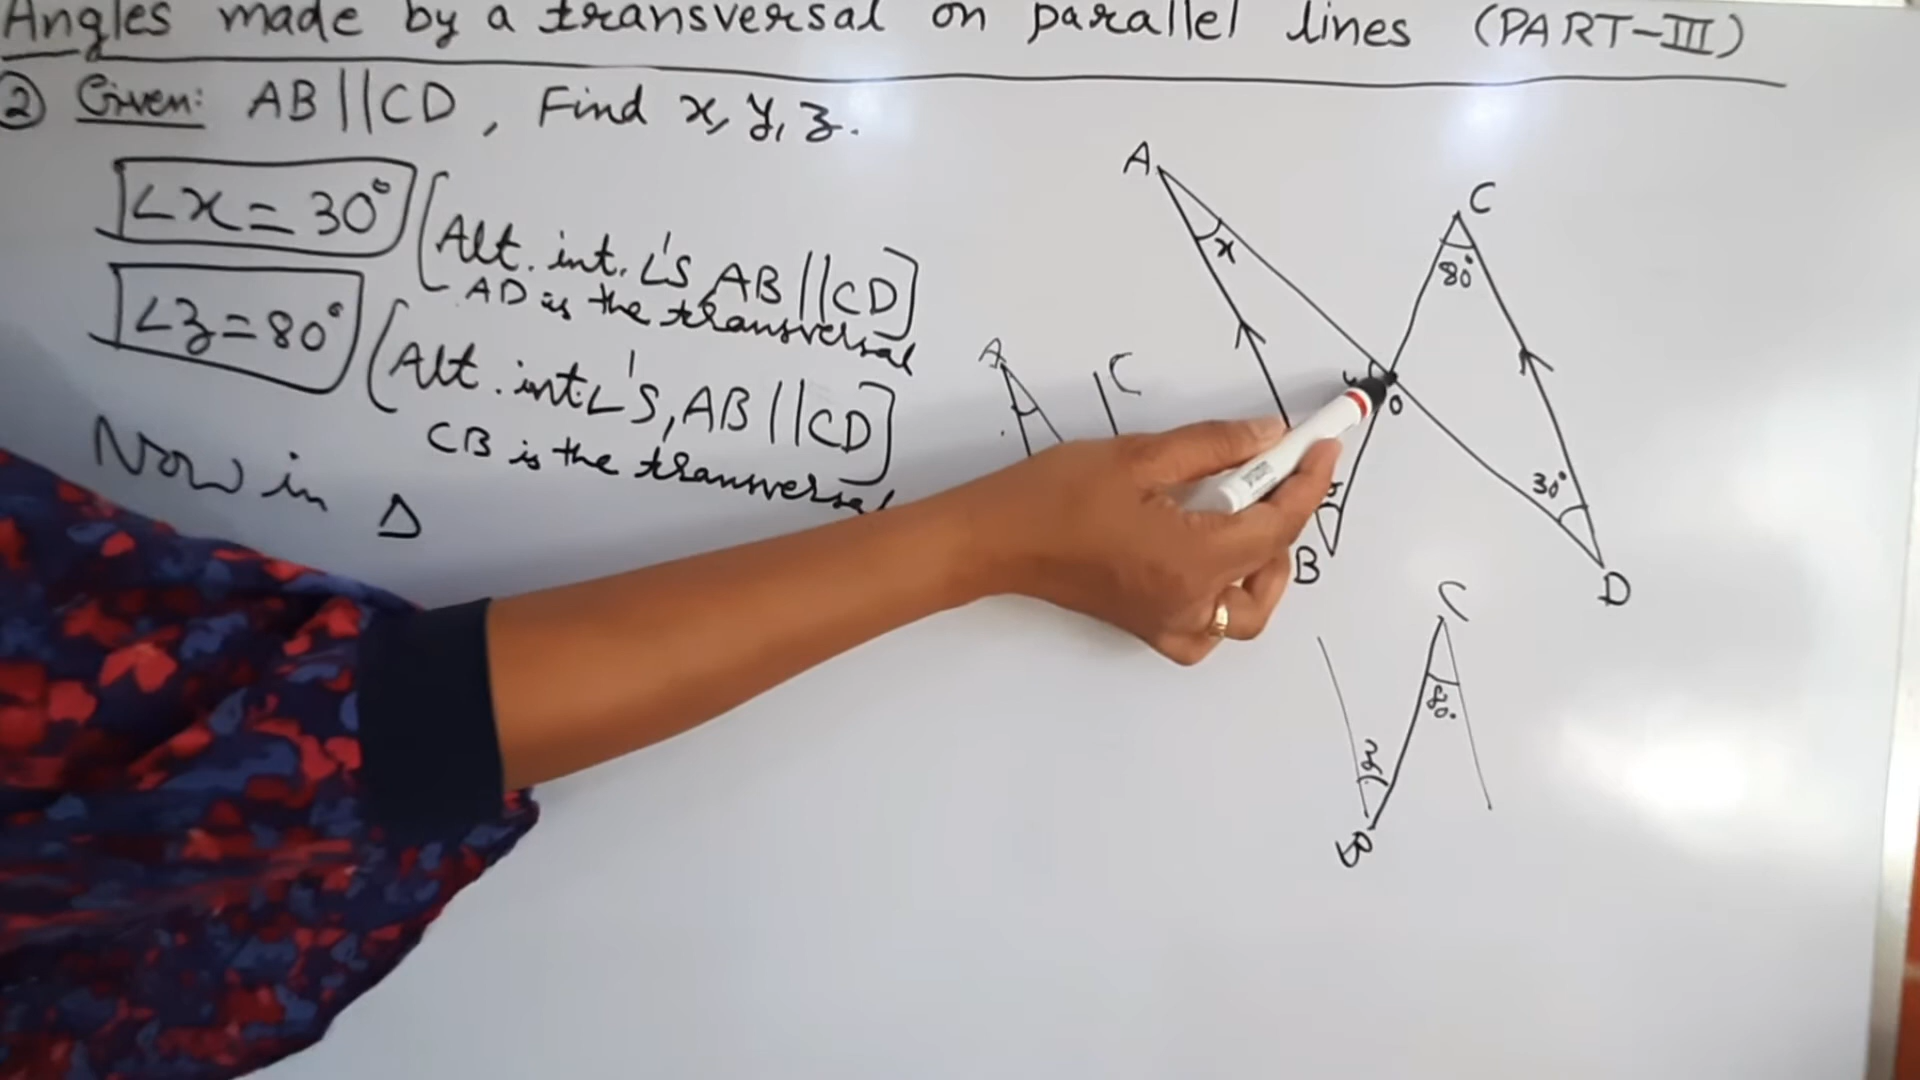 Angles made by a transversal on parallel lines (PART-III)
② Given: AB||CD, Find x, y, z.
∠x = 30° [Alt. int. ∠'s, AB||CD]
AD is the transversal
∠z = 80° [Alt. int ∠'s, AB||CD]
CB is the transversal
Now in Δ
A
x
C
80°
O
30°
B
D
A
C
C
80°
z
B